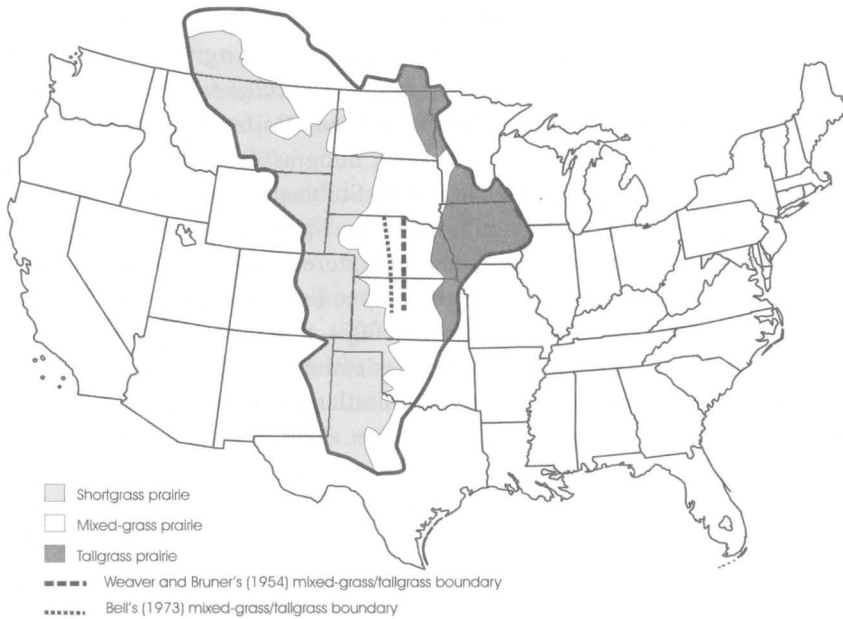 Shortgrass prairie
Mixed-grass prairie
Tallgrass prairie
Weaver and Bruner's (1954) mixed-grass/tallgrass boundary
Bell's (1973) mixed-grass/tallgrass boundary